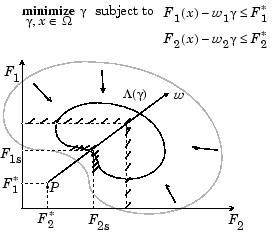 minimize γ subject to F₁(x) − w₁γ ≤ F₁*
γ, x ∈ Ω
F₂(x) − w₂γ ≤ F₂*
F₁
Λ(γ)
w
F₁s
F₁*
P
F₂*
F₂s
F₂